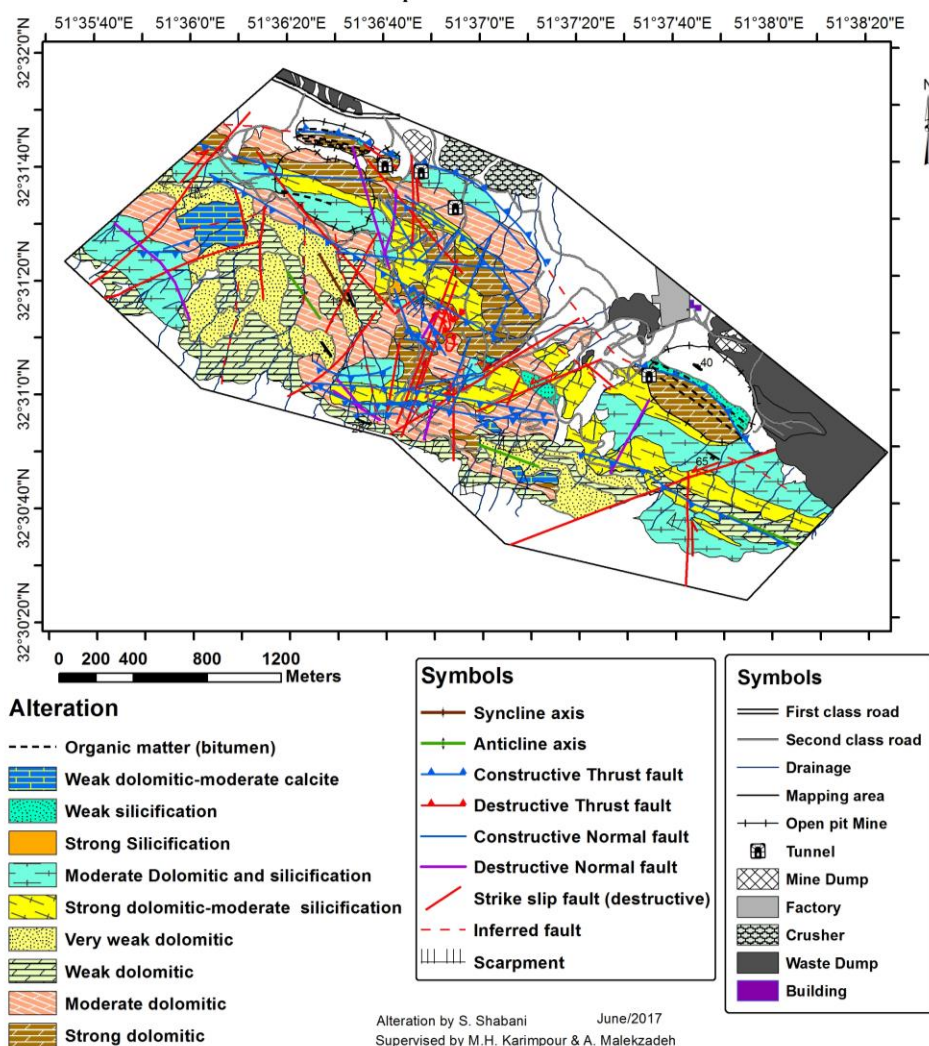 51°35'40"E 51°36'0"E 51°36'20"E 51°36'40"E 51°37'0"E 51°37'20"E 51°37'40"E 51°38'0"E 51°38'20"E
32°32'0"N
N
32°31'40"N
32°31'20"N
32°31'0"N
40
65
32°30'40"N
32°30'20"N
0 200 400 800 1200
Meters
Alteration
Organic matter (bitumen)
Weak dolomitic-moderate calcite
Weak silicification
Strong Silicification
Moderate Dolomitic and silicification
Strong dolomitic-moderate silicification
Very weak dolomitic
Weak dolomitic
Moderate dolomitic
Strong dolomitic
Symbols
Syncline axis
Anticline axis
Constructive Thrust fault
Destructive Thrust fault
Constructive Normal fault
Destructive Normal fault
Strike slip fault (destructive)
Inferred fault
Scarpment
Symbols
First class road
Second class road
Drainage
Mapping area
Open pit Mine
Tunnel
Mine Dump
Factory
Crusher
Waste Dump
Building
Alteration by S. Shabani June/2017
Supervised by M.H. Karimpour & A. Malekzadeh